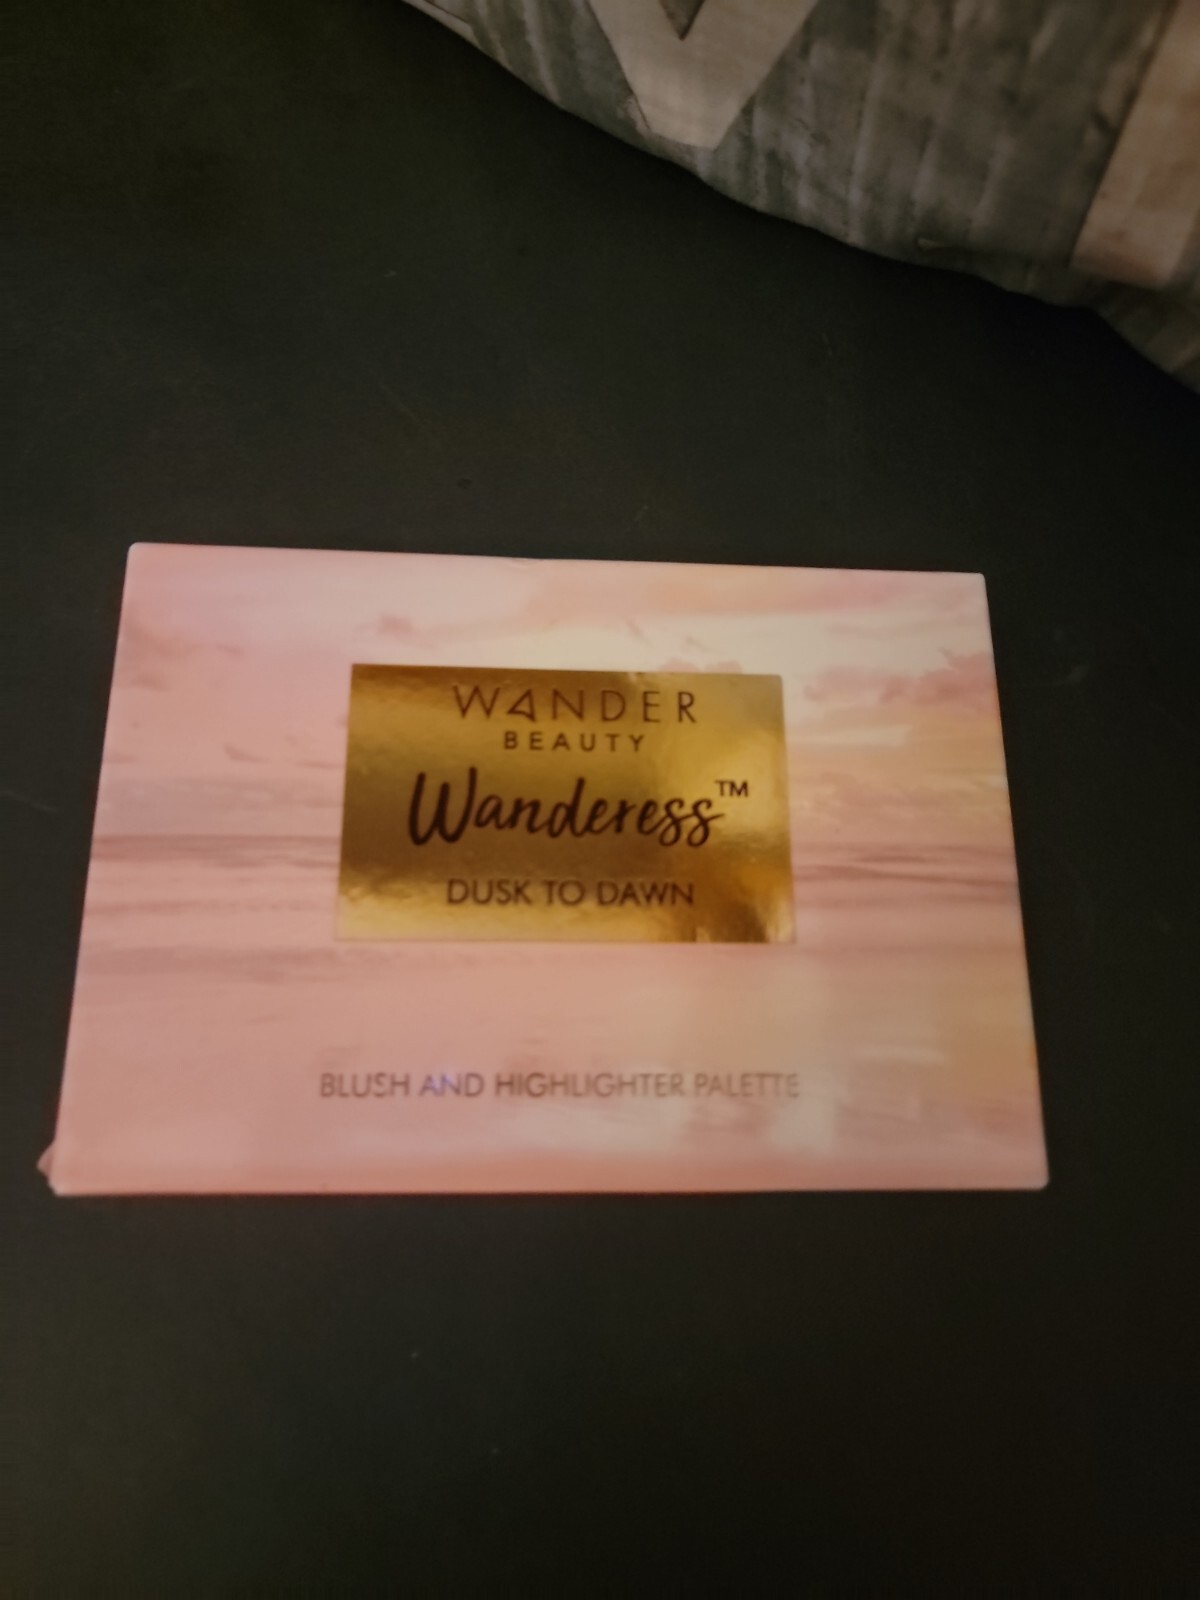 WANDER
BEAUTY
Wanderess™
DUSK TO DAWN
BLUSH AND HIGHLIGHTER PALETTE